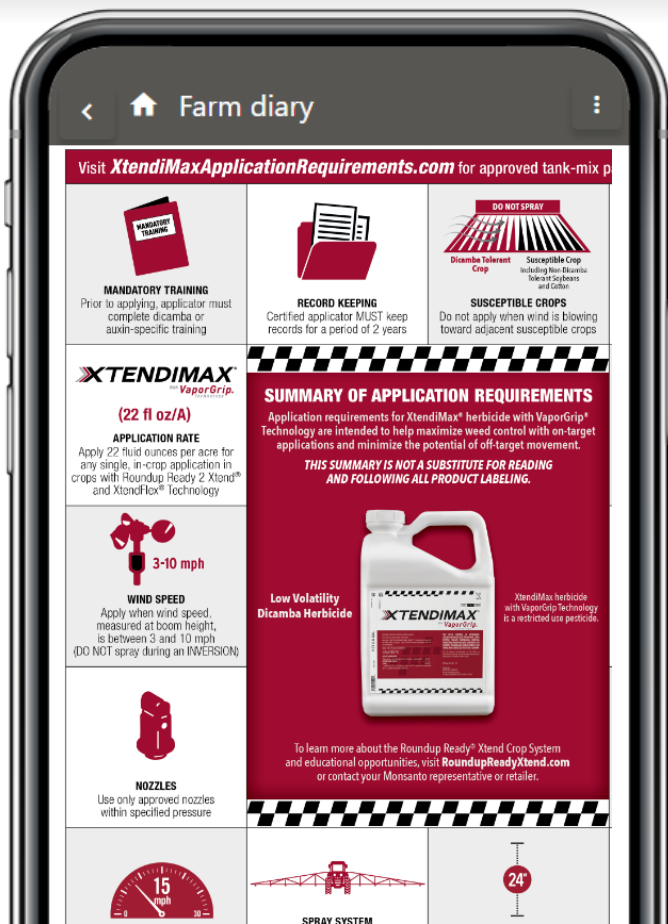 Farm diary
Visit XtendiMaxApplicationRequirements.com for approved tank-mix p
MANDATORY
TRAINING
MANDATORY TRAINING
Prior to applying, applicator must
complete dicamba or
auxin-specific training
RECORD KEEPING
Certified applicator MUST keep
records for a period of 2 years
DO NOT SPRAY
Dicamba Tolerant
Crop
Susceptible Crop
Including Non-Dicamba
Tolerant Soybeans
and Cotton
SUSCEPTIBLE CROPS
Do not apply when wind is blowing
toward adjacent susceptible crops
XTENDIMAX
VaporGrip.
TECHNOLOGY
(22 fl oz/A)
APPLICATION RATE
Apply 22 fluid ounces per acre for
any single, in-crop application in
crops with Roundup Ready 2 Xtend®
and XtendFlex® Technology
SUMMARY OF APPLICATION REQUIREMENTS
Application requirements for XtendiMax® herbicide with VaporGrip®
Technology are intended to help maximize weed control with on-target
applications and minimize the potential of off-target movement.
THIS SUMMARY IS NOT A SUBSTITUTE FOR READING
AND FOLLOWING ALL PRODUCT LABELING.
3-10 mph
WIND SPEED
Apply when wind speed,
measured at boom height,
is between 3 and 10 mph
(DO NOT spray during an INVERSION)
Low Volatility
Dicamba Herbicide
XTENDIMAX
VaporGrip.
XtendiMax herbicide
with VaporGrip Technology
is a restricted use pesticide.
NOZZLES
Use only approved nozzles
within specified pressure
To learn more about the Roundup Ready® Xtend Crop System
and educational opportunities, visit RoundupReadyXtend.com
or contact your Monsanto representative or retailer.
15
mph
0
30
SPRAY SYSTEM
24"